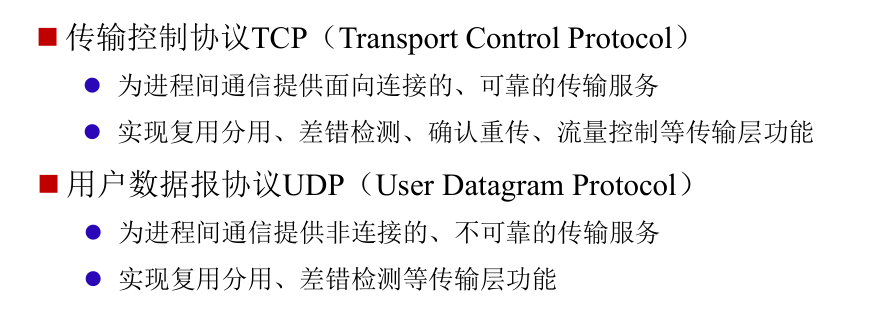 传输控制协议TCP（Transport Control Protocol）
为进程间通信提供面向连接的、可靠的传输服务
实现复用分用、差错检测、确认重传、流量控制等传输层功能
用户数据报协议UDP（User Datagram Protocol）
为进程间通信提供非连接的、不可靠的传输服务
实现复用分用、差错检测等传输层功能